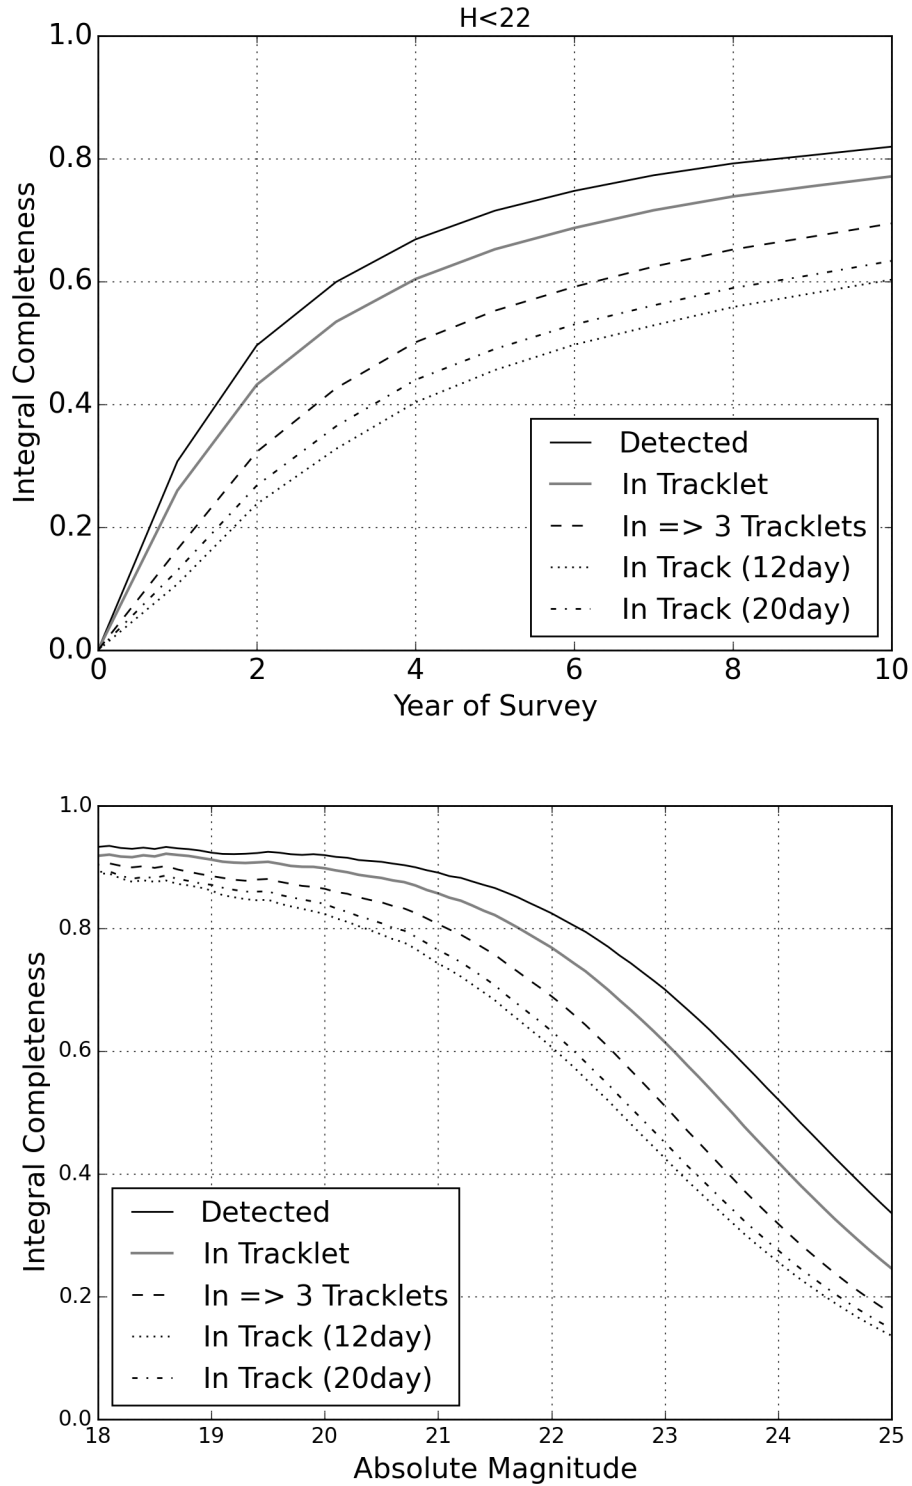 H<22
1.0
0.8
0.6
0.4
0.2
0.0
Integral Completeness
Detected
In Tracklet
In => 3 Tracklets
In Track (12day)
In Track (20day)
0 2 4 6 8 10
Year of Survey
1.0
0.8
0.6
0.4
0.2
0.0
Integral Completeness
Detected
In Tracklet
In => 3 Tracklets
In Track (12day)
In Track (20day)
18 19 20 21 22 23 24 25
Absolute Magnitude